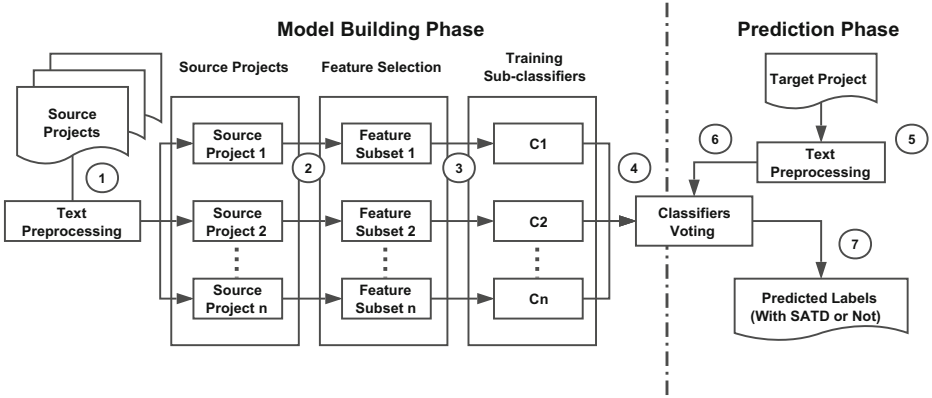 Model Building Phase
Prediction Phase
Source Projects
Feature Selection
Training
Sub-classifiers
Source
Projects
1
Text
Preprocessing
Source
Project 1
Source
Project 2
Source
Project n
2
Feature
Subset 1
Feature
Subset 2
Feature
Subset n
3
C1
C2
Cn
4
Target Project
5
Text
Preprocessing
6
Classifiers
Voting
7
Predicted Labels
(With SATD or Not)